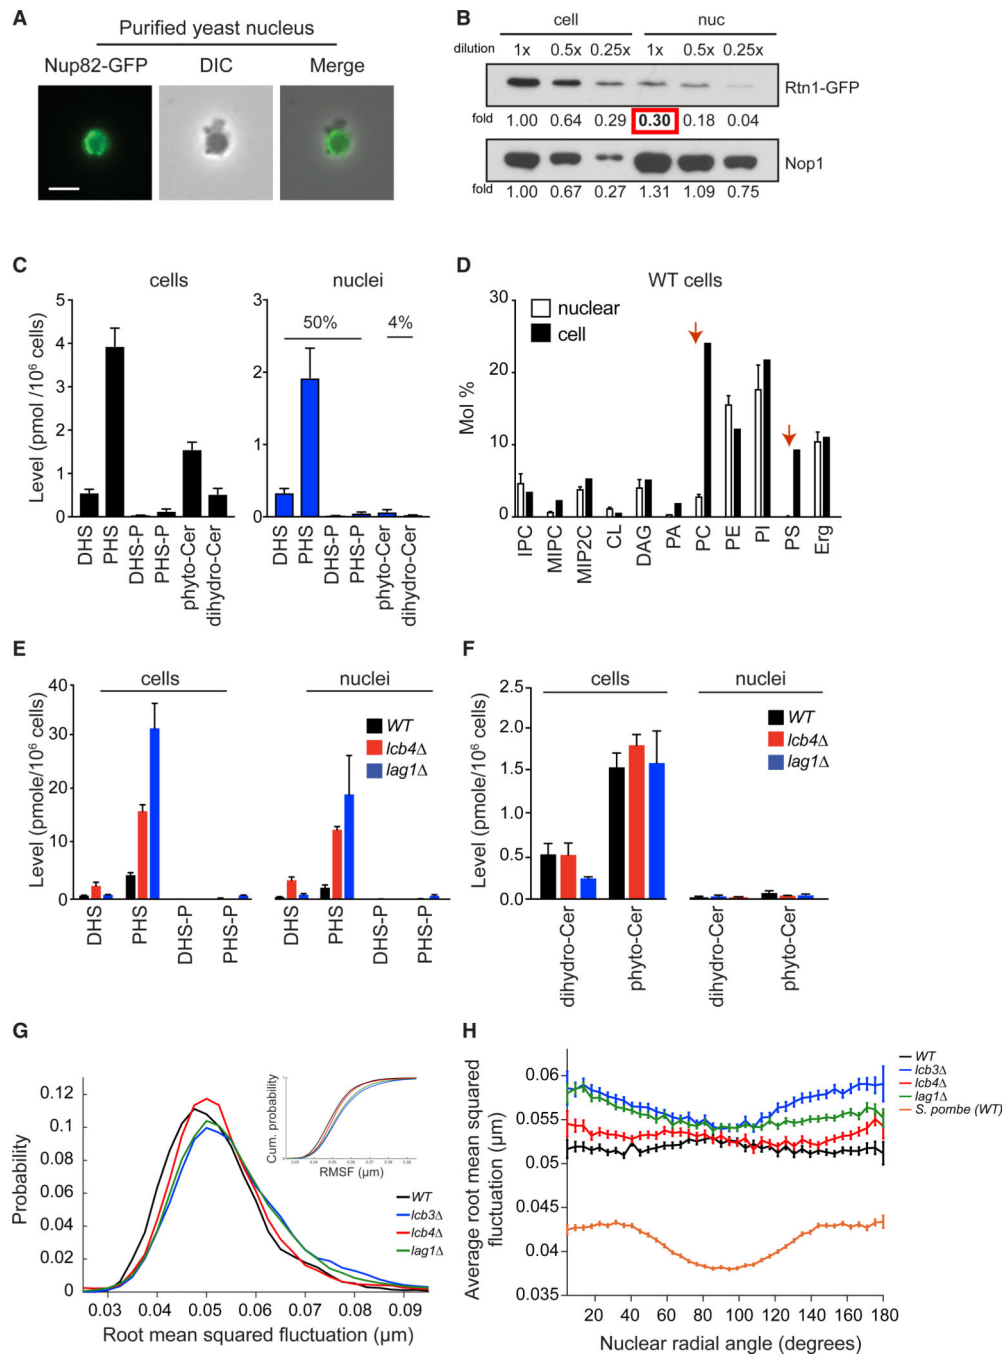 A
Purified yeast nucleus
Nup82-GFP DIC Merge
B
cell nuc
dilution 1x 0.5x 0.25x 1x 0.5x 0.25x
Rtn1-GFP
fold 1.00 0.64 0.29 0.30 0.18 0.04
Nop1
fold 1.00 0.67 0.27 1.31 1.09 0.75
C
cells
Level (pmol /10⁶ cells)
5
4
3
2
1
0
DHS PHS DHS-P PHS-P phyto-Cer dihydro-Cer
nuclei
3
2
1
0
50% 4%
DHS PHS DHS-P PHS-P phyto-Cer dihydro-Cer
D
WT cells
nuclear
cell
Mol %
30
20
10
0
IPC MIPC MIP2C CL DAG PA PC PE PI PS Erg
E
cells nuclei
Level (pmole/10⁶ cells)
40
30
20
10
0
WT
lcb4Δ
lag1Δ
DHS PHS DHS-P PHS-P DHS PHS DHS-P PHS-P
F
cells nuclei
Level (pmole/10⁶ cells)
2.5
2.0
1.5
1.0
0.5
0.0
WT
lcb4Δ
lag1Δ
dihydro-Cer phyto-Cer dihydro-Cer phyto-Cer
G
Probability
0.12
0.10
0.08
0.06
0.04
0.02
0
0.03 0.04 0.05 0.06 0.07 0.08 0.09
Root mean squared fluctuation (μm)
Cum. probability
RMSF (μm)
WT
lcb3Δ
lcb4Δ
lag1Δ
H
Average root mean squared
fluctuation (μm)
0.06
0.055
0.05
0.045
0.04
0.035
20 40 60 80 100 120 140 160 180
Nuclear radial angle (degrees)
WT
lcb3Δ
lcb4Δ
lag1Δ
S. pombe (WT)